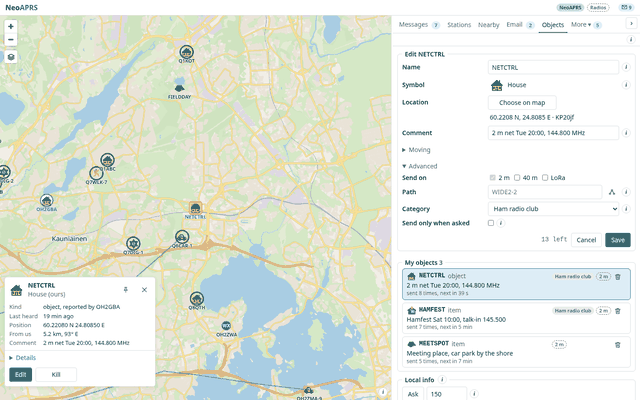 NeoAPRS
NeoAPRS
Radios
9
Messages 7
Stations
Nearby
Email 2
Objects
More 5
Edit NETCTRL
Name
NETCTRL
Symbol
House
Location
Choose on map
60.2208 N, 24.8085 E · KP20jf
Comment
2 m net Tue 20:00, 144.800 MHz
Moving
Advanced
Send on
2 m
40 m
LoRa
Path
WIDE2-2
Category
Ham radio club
Send only when asked
13 left
Cancel
Save
My objects 3
NETCTRL object
Ham radio club
2 m
2 m net Tue 20:00, 144.800 MHz
sent 8 times, next in 39 s
HAMFEST item
Ham radio club
2 m
Hamfest Sat 10:00, talk-in 145.500
sent 7 times, next in 5 min
MEETSPOT item
2 m
Meeting place, car park by the shore
sent 5 times, next in 7 min
Local info
Ask
150
FIELDDAY
OH2GBA
NETCTRL
Kauniainen
OH2WA
NETCTRL
House (ours)
Kind
object, reported by OH2GBA
Last heard
19 min ago
Position
60.22080 N 24.80850 E
From us
5.2 km, 93° E
Comment
2 m net Tue 20:00, 144.800 MHz
Details
Edit
Kill